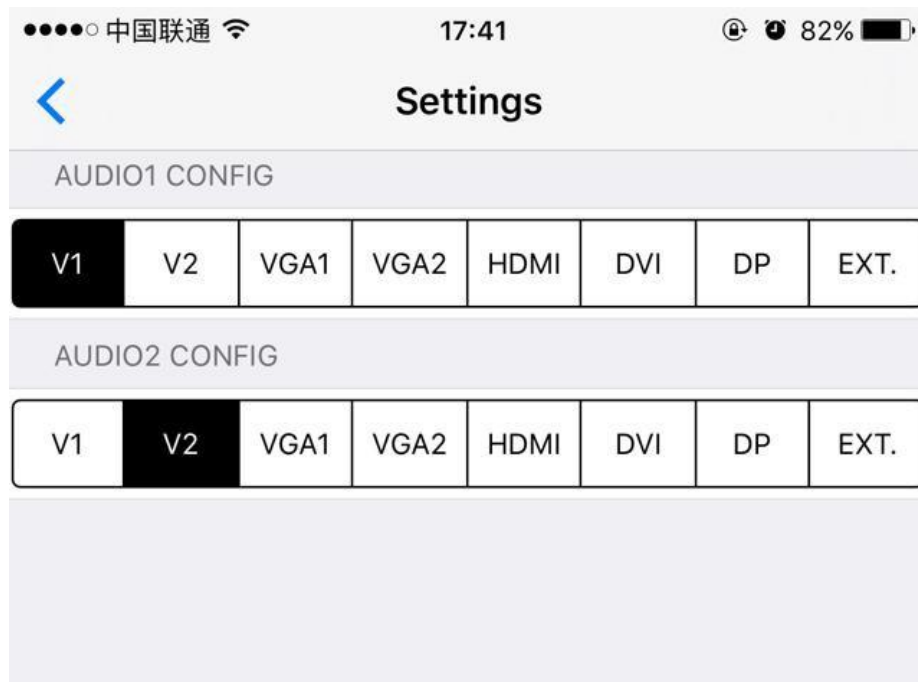 中国联通 17:41 82%
Settings
AUDIO1 CONFIG
V1 V2 VGA1 VGA2 HDMI DVI DP EXT.
AUDIO2 CONFIG
V1 V2 VGA1 VGA2 HDMI DVI DP EXT.